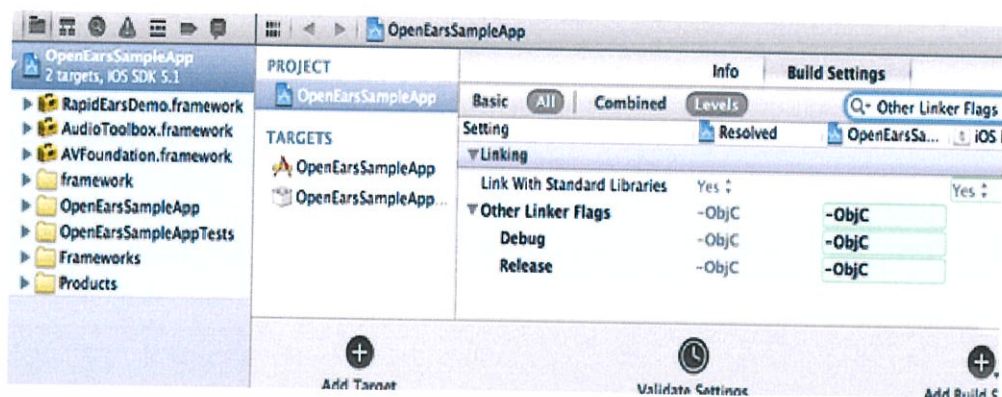 OpenEarsSampleApp
OpenEarsSampleApp
2 targets, iOS SDK 5.1
RapidEarsDemo.framework
AudioToolbox.framework
AVFoundation.framework
framework
OpenEarsSampleApp
OpenEarsSampleAppTests
Frameworks
Products
PROJECT
OpenEarsSampleApp
TARGETS
OpenEarsSampleApp
OpenEarsSampleApp...
Info Build Settings
Basic All Combined Levels Other Linker Flags
Setting Resolved OpenEarsSa... iOS
Linking
Link With Standard Libraries Yes Yes
Other Linker Flags -ObjC -ObjC
Debug -ObjC -ObjC
Release -ObjC -ObjC
Add Target Validate Settings Add Build S